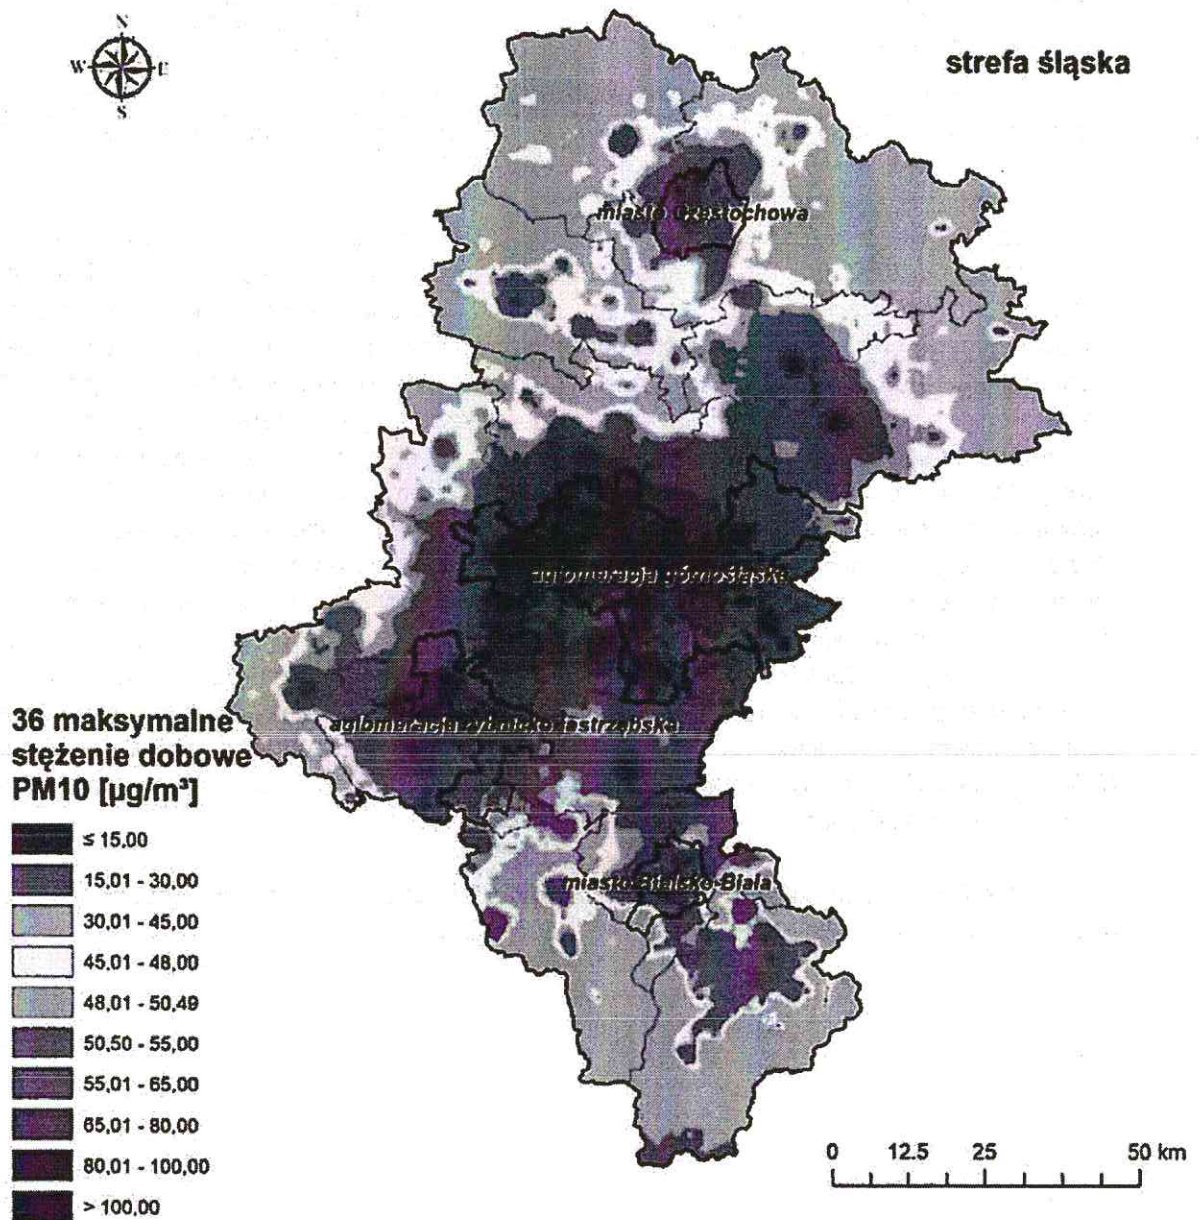 N
W E
S
strefa śląska
miasto Częstochowa
aglomeracja górnośląska
aglomeracja rybnicko-jastrzębska
miasto Bielsko-Biała
36 maksymalne
stężenie dobowe
PM10 [µg/m³]
≤ 15.00
15,01 - 30,00
30,01 - 45,00
45,01 - 48,00
48,01 - 50,49
50,50 - 55,00
55,01 - 65,00
65,01 - 80,00
80,01 - 100,00
> 100,00
0 12.5 25 50 km